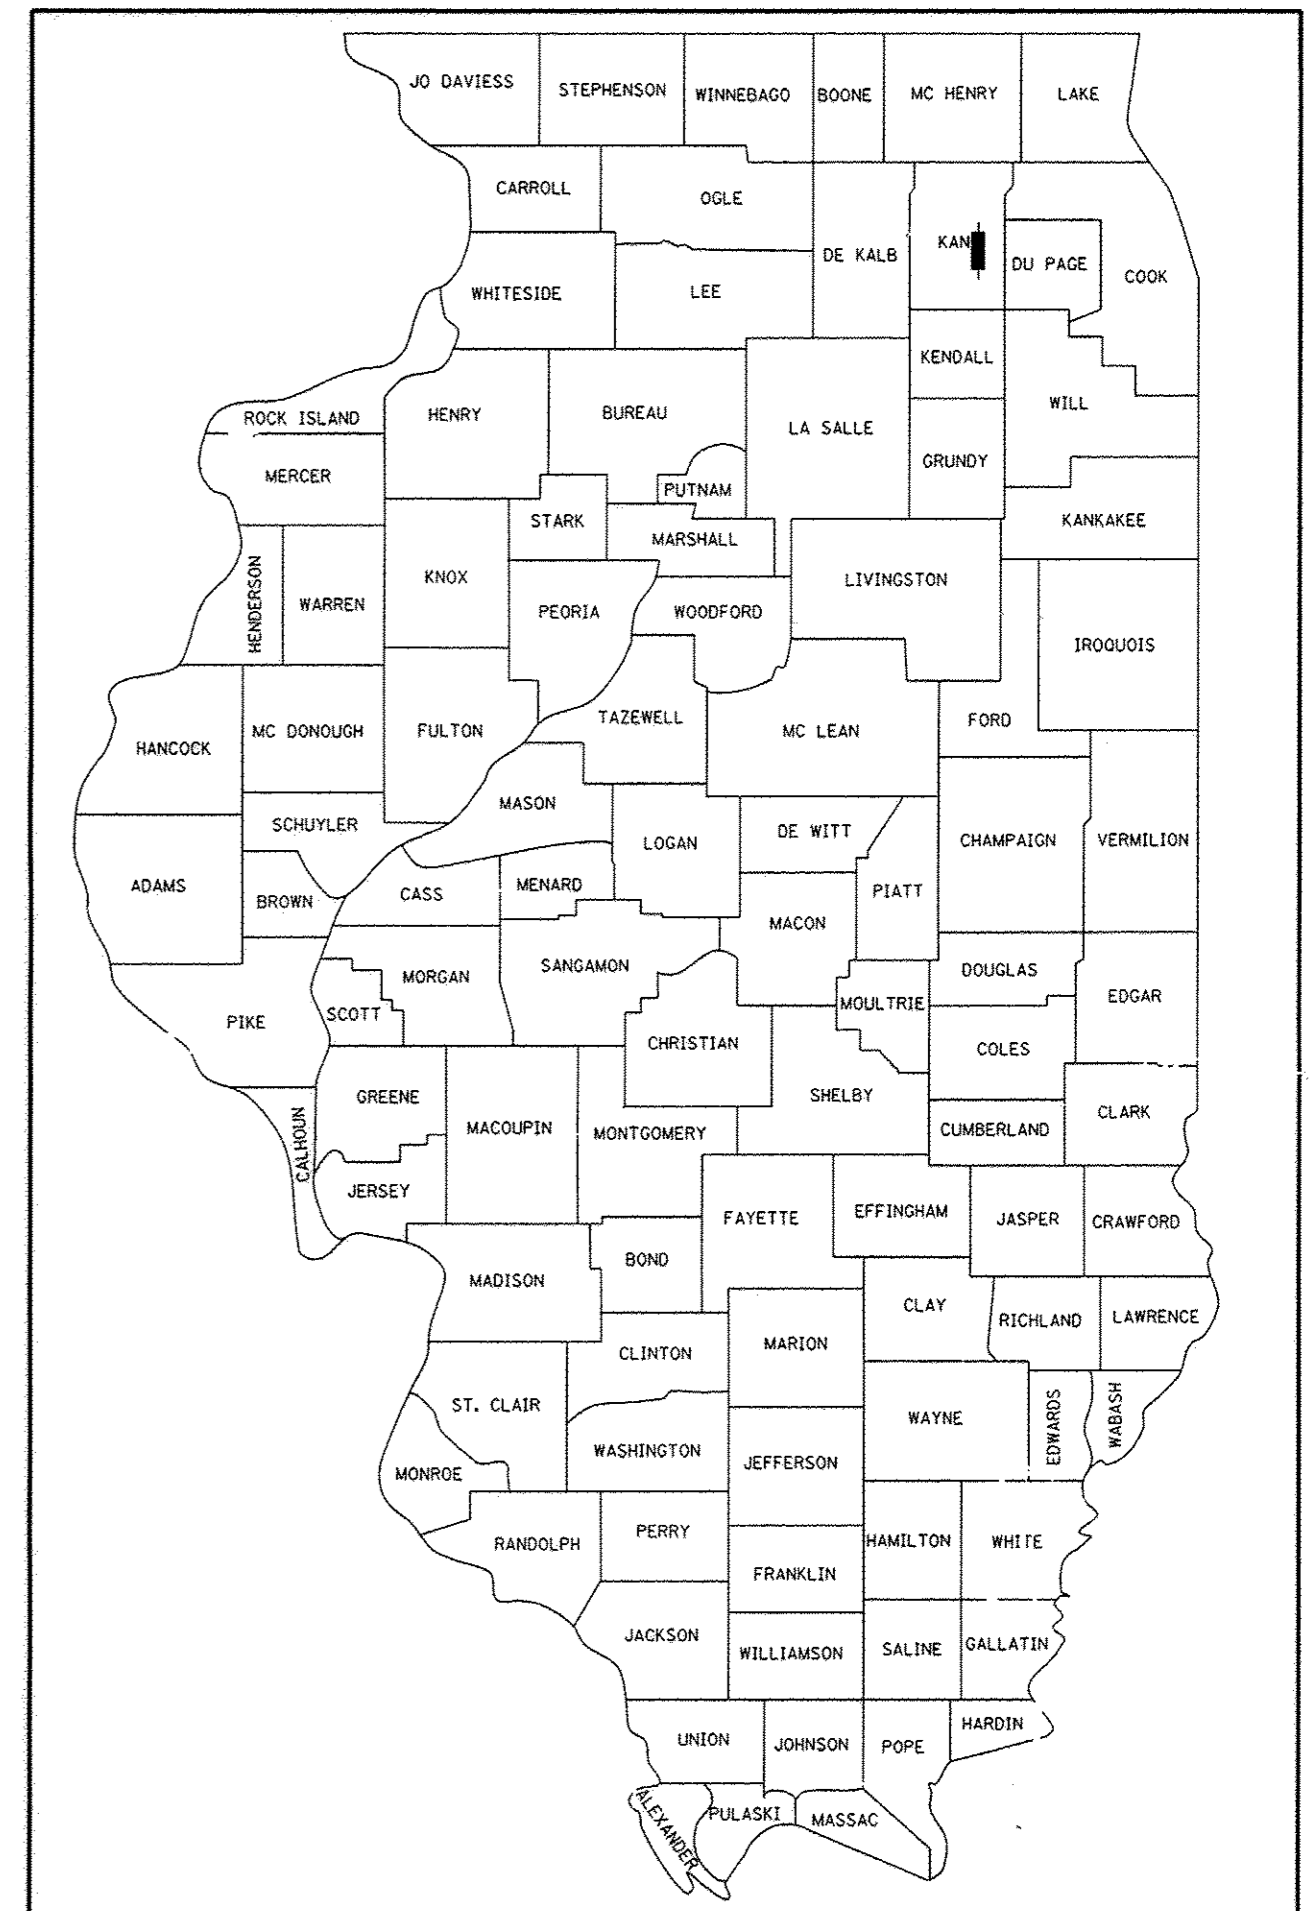 JO DAVIESS
STEPHENSON
WINNEBAGO
BOONE
MC HENRY
LAKE
CARROLL
OGLE
DE KALB
KAN
DU PAGE
COOK
WHITESIDE
LEE
KENDALL
ROCK ISLAND
HENRY
BUREAU
LA SALLE
WILL
GRUNDY
MERCER
PUTNAM
STARK
MARSHALL
KANKAKEE
HENDERSON
WARREN
KNOX
PEORIA
WOODFORD
LIVINGSTON
IROQUOIS
HANCOCK
MC DONOUGH
FULTON
TAZEWELL
MC LEAN
FORD
MASON
SCHUYLER
LOGAN
DE WITT
CHAMPAIGN
VERMILION
ADAMS
BROWN
CASS
MENARD
PIATT
MACON
SANGAMON
MORGAN
DOUGLAS
EDGAR
PIKE
SCOTT
MOULTRIE
CHRISTIAN
COLES
GREENE
SHELBY
CALHOUN
MACOUPIN
MONTGOMERY
CUMBERLAND
CLARK
JERSEY
FAYETTE
EFFINGHAM
JASPER
CRAWFORD
MADISON
BOND
CLAY
RICHLAND
LAWRENCE
CLINTON
MARION
ST. CLAIR
WAYNE
EDWARDS
WABASH
WASHINGTON
JEFFERSON
MONROE
RANDOLPH
PERRY
HAMILTON
WHITE
FRANKLIN
JACKSON
WILLIAMSON
SALINE
GALLATIN
UNION
JOHNSON
POPE
HARDIN
ALEXANDER
PULASKI
MASSAC